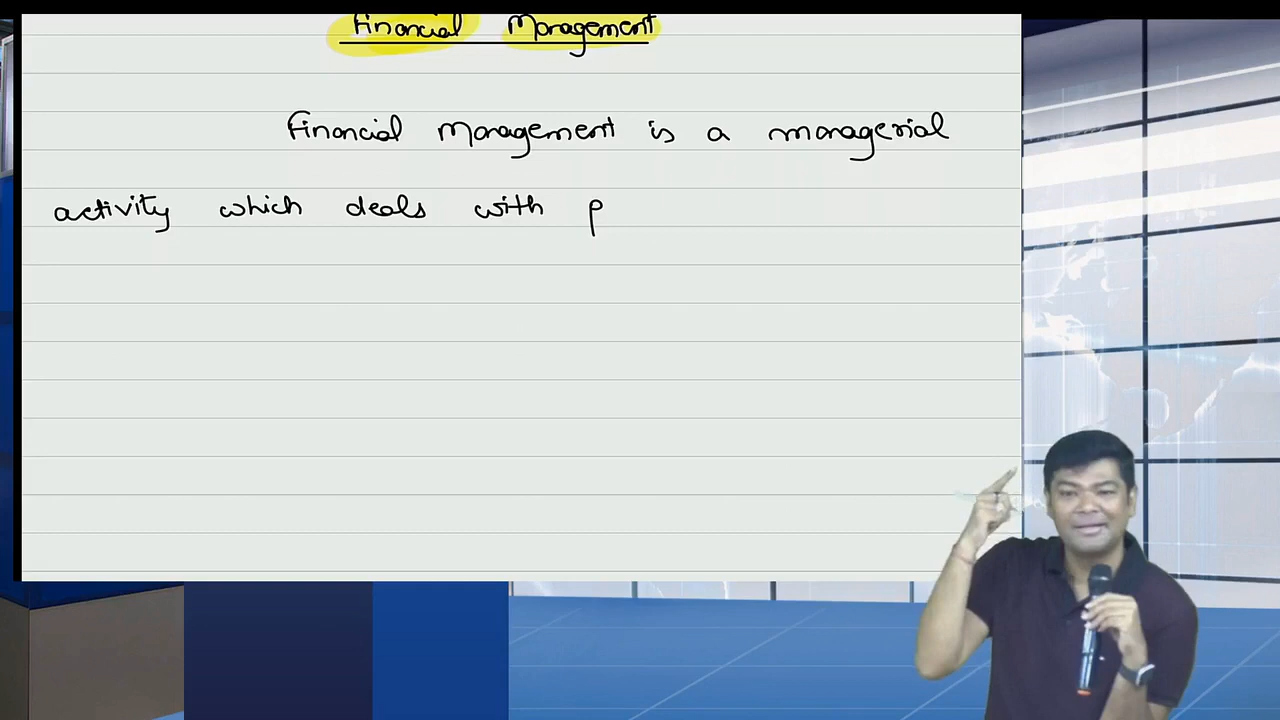 Financial Management
Financial Management is a managerial
activity which deals with p